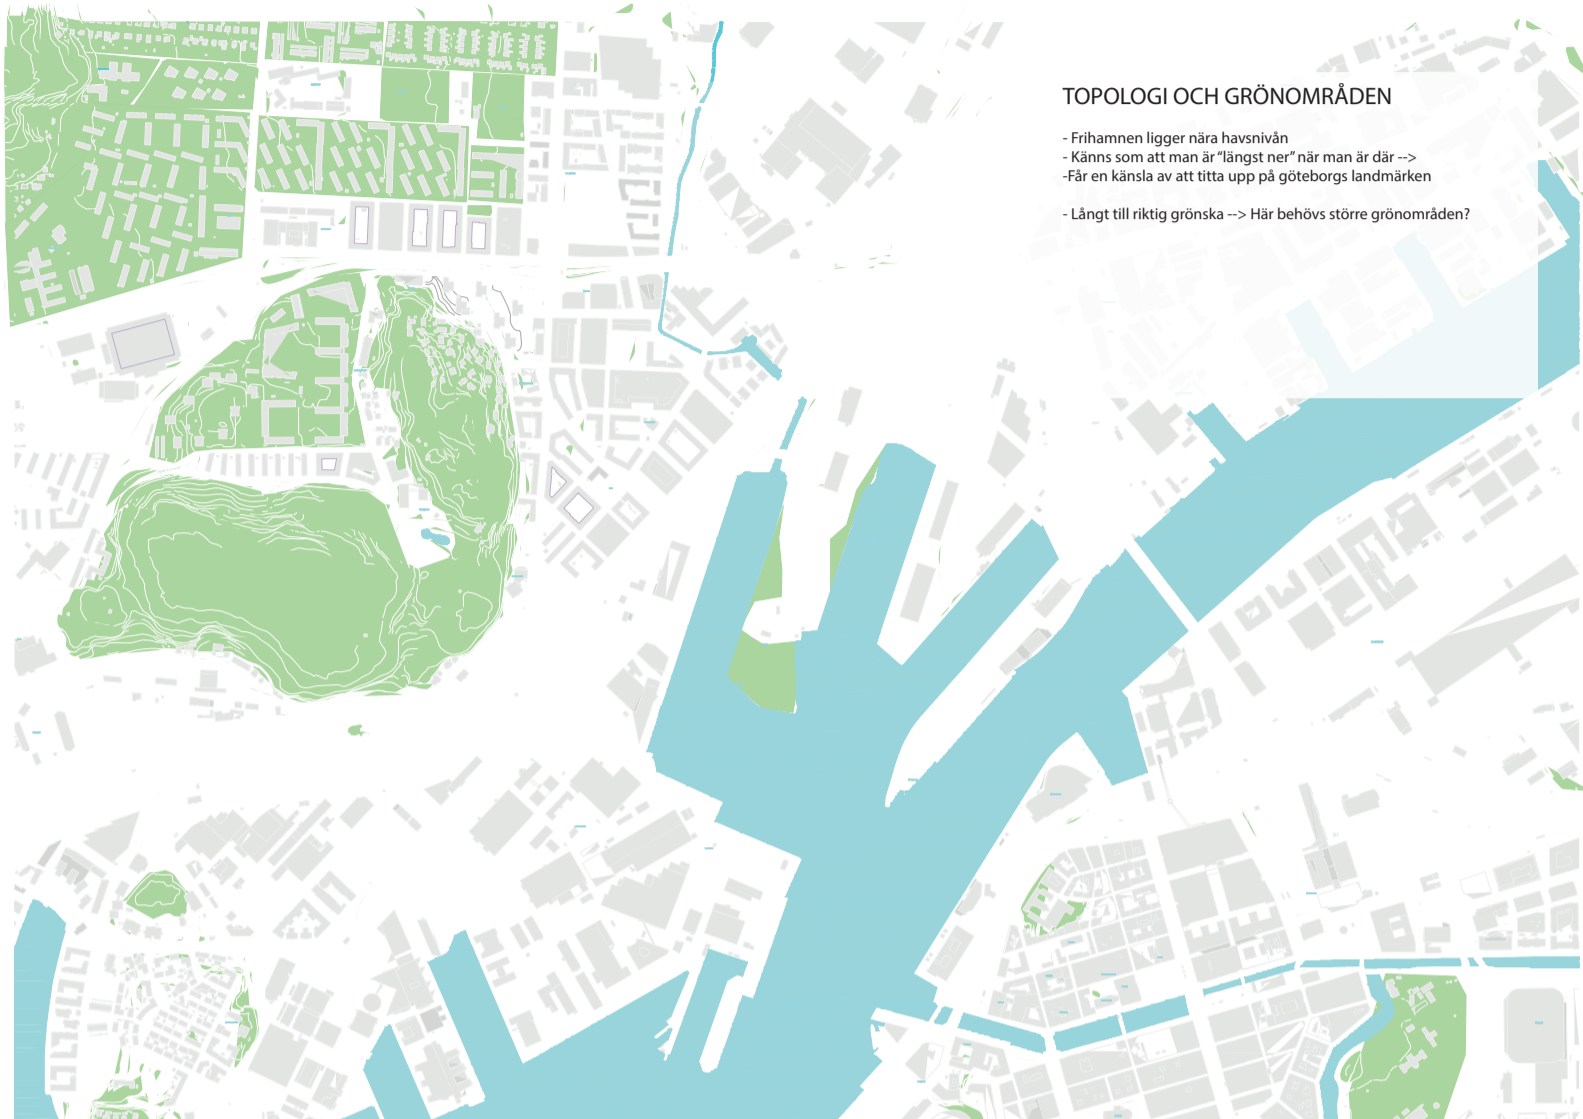 TOPOLOGI OCH GRÖNOMRÅDEN
- Frihamnen ligger nära havsnivån
- Känns som att man är “längst ner” när man är där -->
-Får en känsla av att titta upp på göteborgs landmärken
- Långt till riktig grönska --> Här behövs större grönområden?